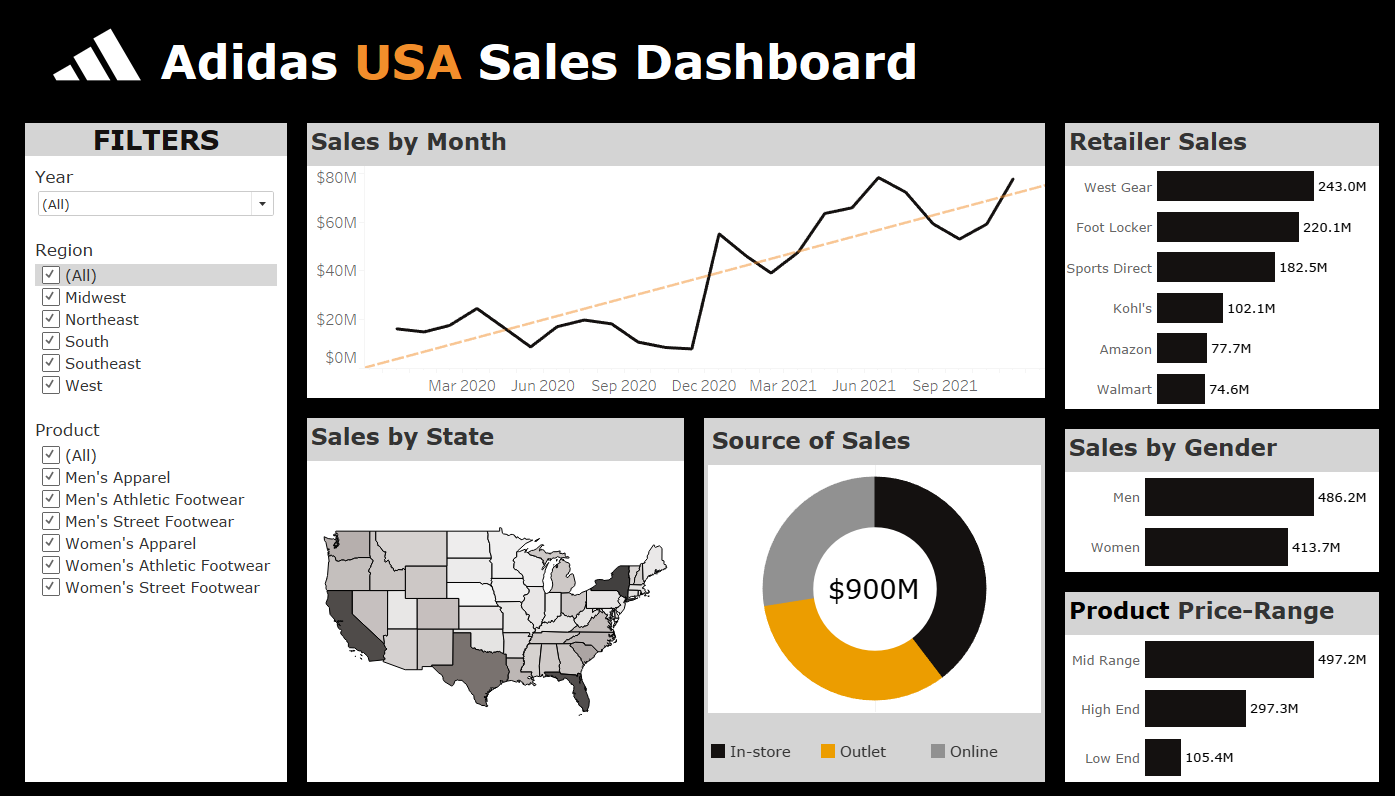 Adidas USA Sales Dashboard
FILTERS
Year
(All)
Region
(All)
Midwest
Northeast
South
Southeast
West
Product
(All)
Men's Apparel
Men's Athletic Footwear
Men's Street Footwear
Women's Apparel
Women's Athletic Footwear
Women's Street Footwear
Sales by Month
$80M
$60M
$40M
$20M
$0M
Mar 2020 Jun 2020 Sep 2020 Dec 2020 Mar 2021 Jun 2021 Sep 2021
Sales by State
Source of Sales
$900M
In-store Outlet Online
Retailer Sales
West Gear 243.0M
Foot Locker 220.1M
Sports Direct 182.5M
Kohl's 102.1M
Amazon 77.7M
Walmart 74.6M
Sales by Gender
Men 486.2M
Women 413.7M
Product Price-Range
Mid Range 497.2M
High End 297.3M
Low End 105.4M